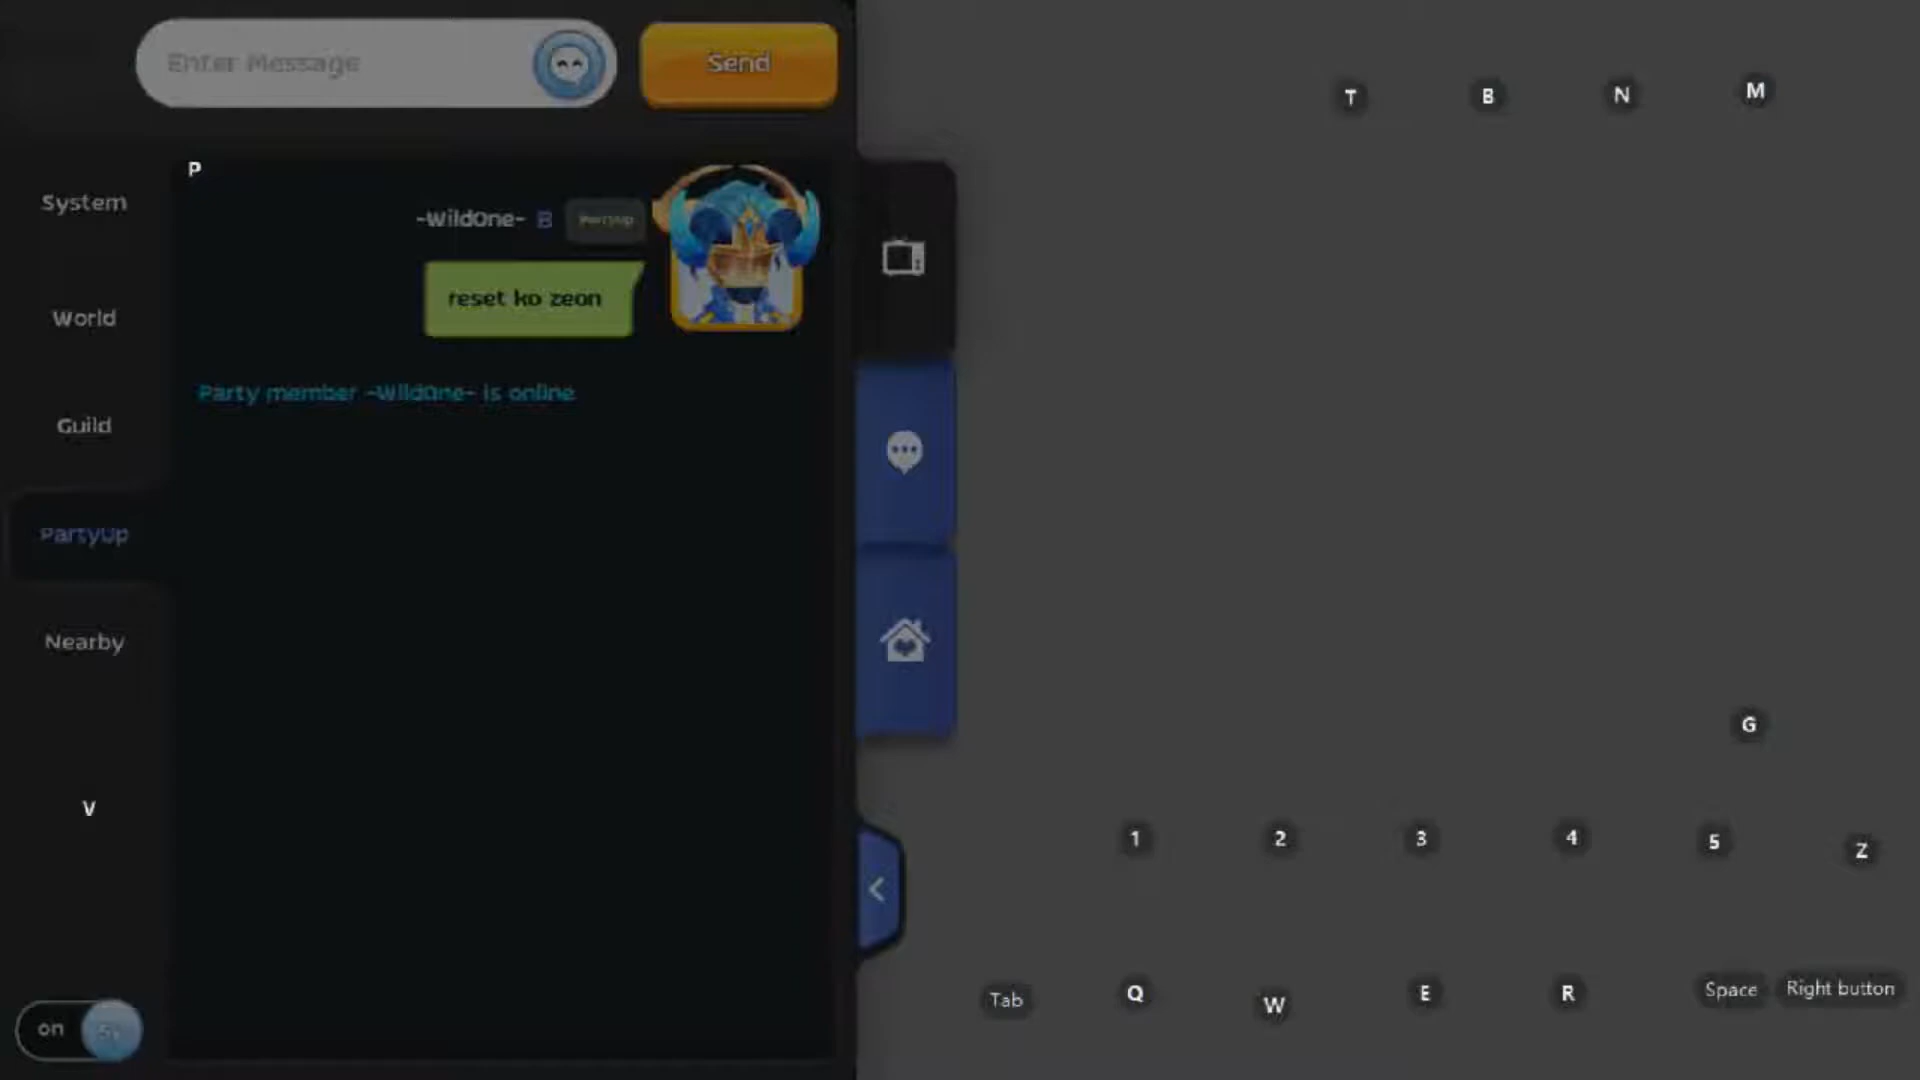 Enter Message
Send
T B N M
P
System
-WildOne- B PartyUp
reset ko zeon
World
Party member -WildOne- is online
Guild
PartyUp
Nearby
G
V
1 2 3 4 5 Z
Tab Q W E R Space Right button
on